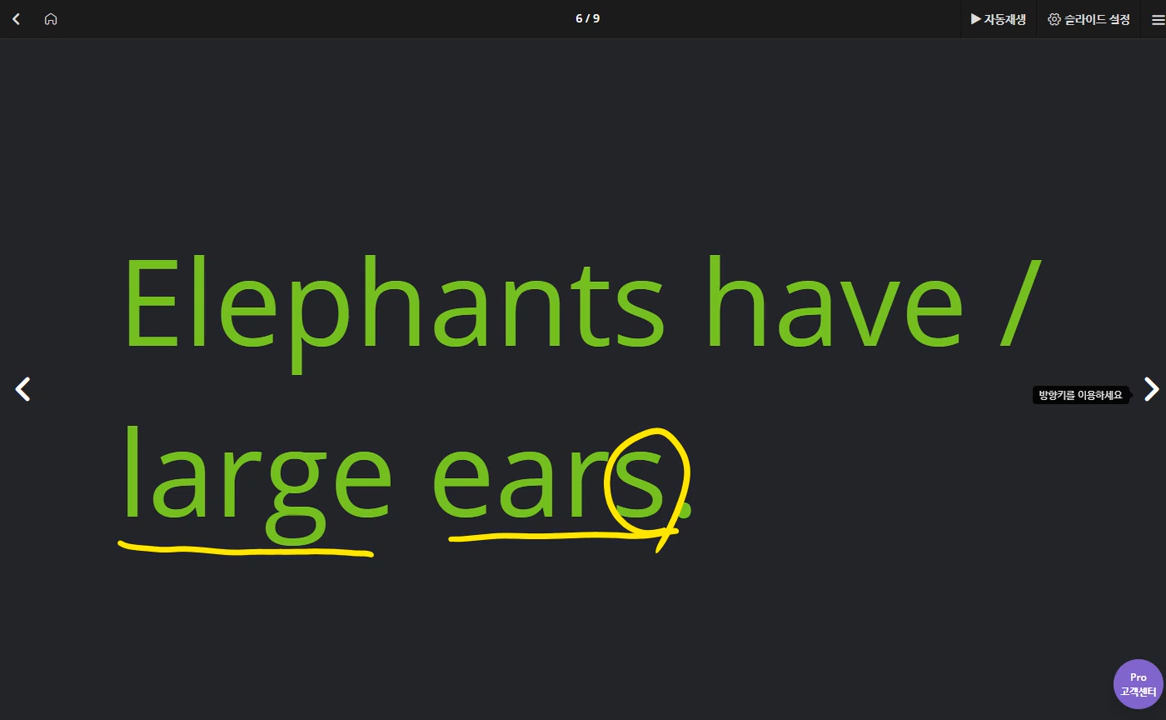 6 / 9
▶ 자동재생
슬라이드 설정
Elephants have /
large ears.
방향키를 이용하세요
Pro
고객센터